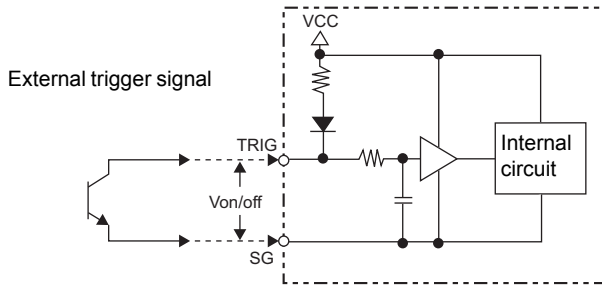 VCC
External trigger signal
TRIG
Internal
circuit
Von/off
SG